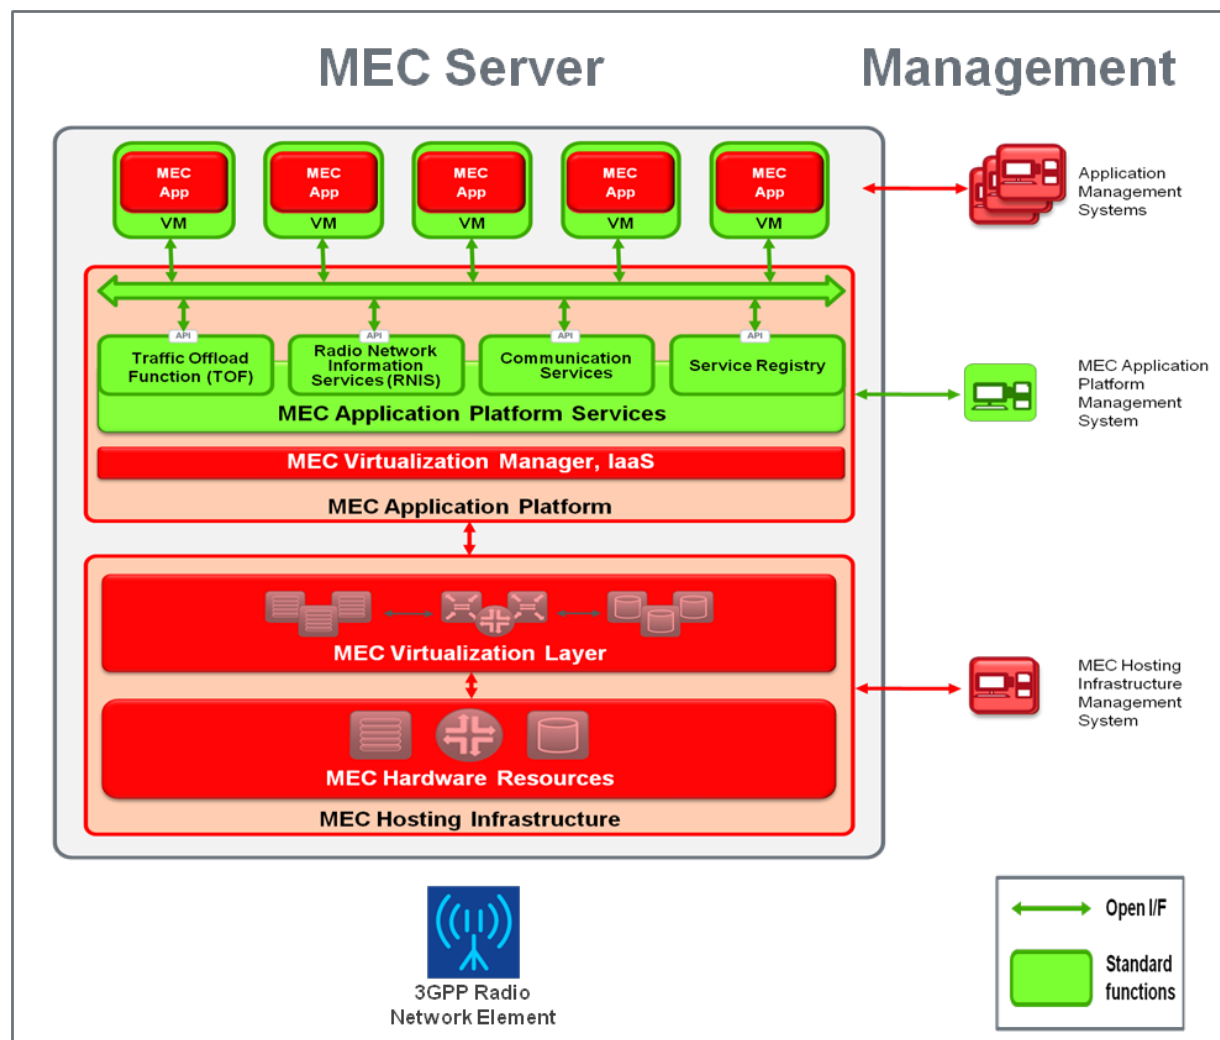 MEC Server
Management
MEC
App
VM
MEC
App
VM
MEC
App
VM
MEC
App
VM
MEC
App
VM
Application
Management
Systems
API
API
API
API
Traffic Offload
Function (TOF)
Radio Network
Information
Services (RNIS)
Communication
Services
Service Registry
MEC Application Platform Services
MEC Application
Platform
Management
System
MEC Virtualization Manager, IaaS
MEC Application Platform
MEC Virtualization Layer
MEC Hosting
Infrastructure
Management
System
MEC Hardware Resources
MEC Hosting Infrastructure
3GPP Radio
Network Element
Open I/F
Standard
functions